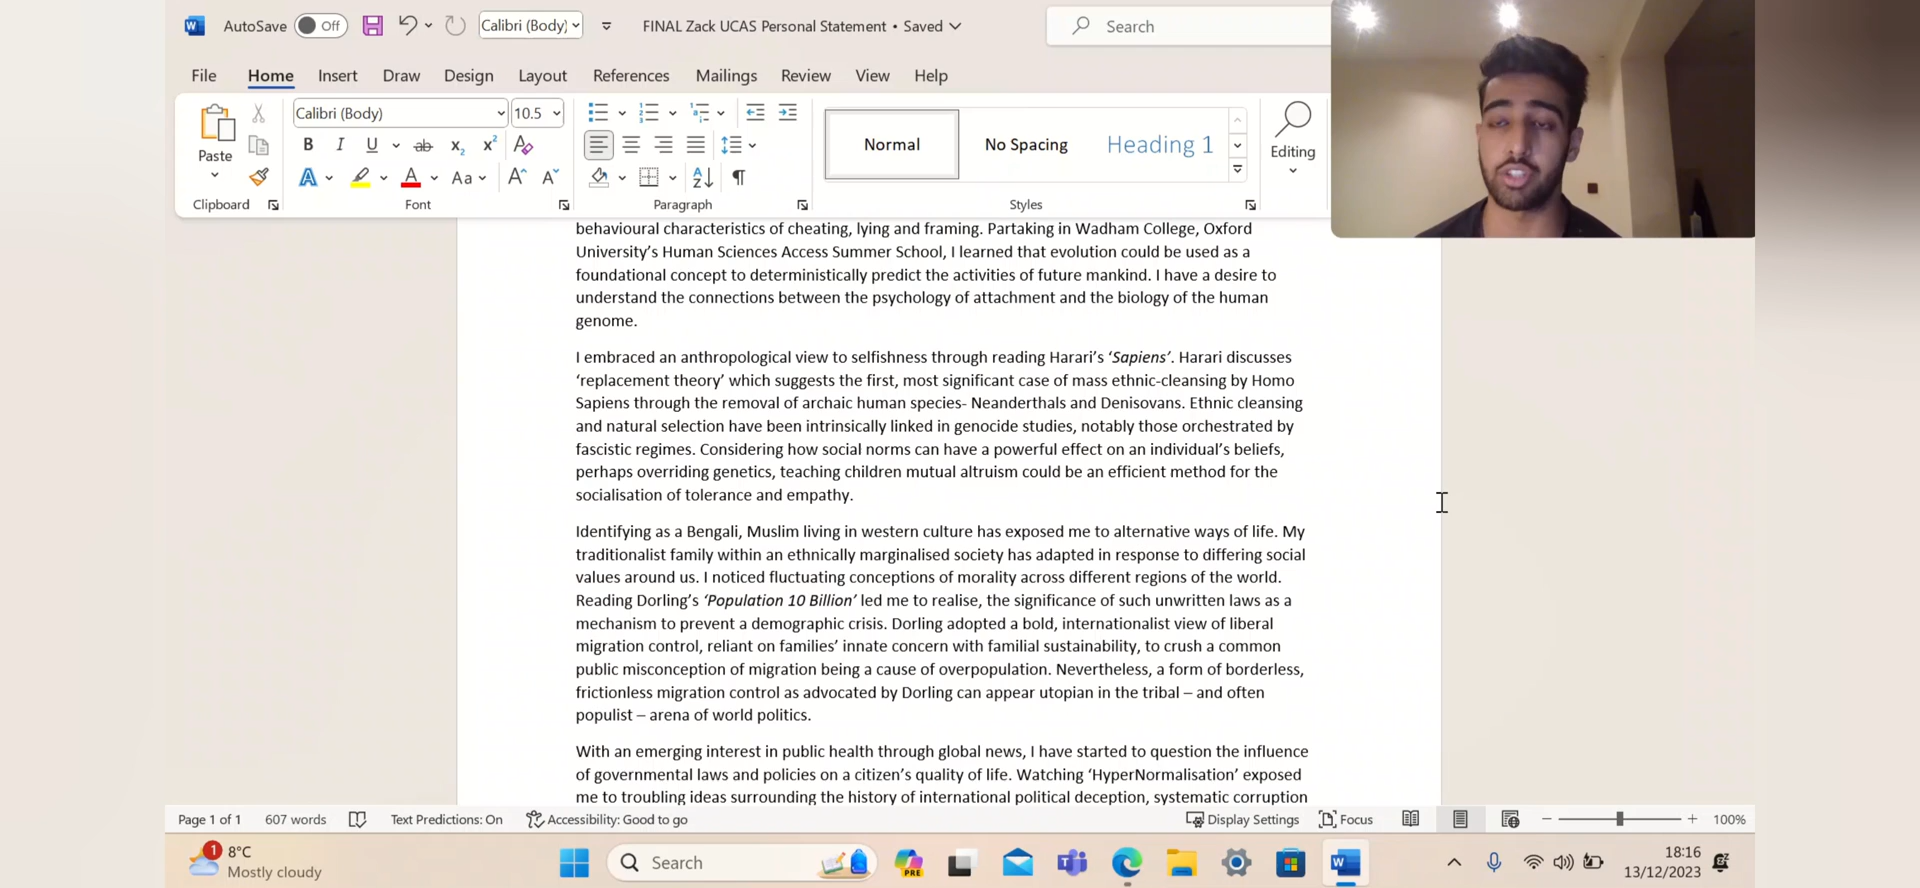 AutoSave Off Calibri (Body) FINAL Zack UCAS Personal Statement • Saved Search
File Home Insert Draw Design Layout References Mailings Review View Help
Calibri (Body) 10.5
Paste
Normal No Spacing Heading 1
Editing
Clipboard Font Paragraph Styles
behavioural characteristics of cheating, lying and framing. Partaking in Wadham College, Oxford
University’s Human Sciences Access Summer School, I learned that evolution could be used as a
foundational concept to deterministically predict the activities of future mankind. I have a desire to
understand the connections between the psychology of attachment and the biology of the human
genome.
I embraced an anthropological view to selfishness through reading Harari’s ‘Sapiens’. Harari discusses
‘replacement theory’ which suggests the first, most significant case of mass ethnic-cleansing by Homo
Sapiens through the removal of archaic human species- Neanderthals and Denisovans. Ethnic cleansing
and natural selection have been intrinsically linked in genocide studies, notably those orchestrated by
fascistic regimes. Considering how social norms can have a powerful effect on an individual’s beliefs,
perhaps overriding genetics, teaching children mutual altruism could be an efficient method for the
socialisation of tolerance and empathy.
Identifying as a Bengali, Muslim living in western culture has exposed me to alternative ways of life. My
traditionalist family within an ethnically marginalised society has adapted in response to differing social
values around us. I noticed fluctuating conceptions of morality across different regions of the world.
Reading Dorling’s ‘Population 10 Billion’ led me to realise, the significance of such unwritten laws as a
mechanism to prevent a demographic crisis. Dorling adopted a bold, internationalist view of liberal
migration control, reliant on families’ innate concern with familial sustainability, to crush a common
public misconception of migration being a cause of overpopulation. Nevertheless, a form of borderless,
frictionless migration control as advocated by Dorling can appear utopian in the tribal – and often
populist – arena of world politics.
With an emerging interest in public health through global news, I have started to question the influence
of governmental laws and policies on a citizen’s quality of life. Watching ‘HyperNormalisation’ exposed
me to troubling ideas surrounding the history of international political deception, systematic corruption
Page 1 of 1 607 words Text Predictions: On Accessibility: Good to go Display Settings Focus 100%
1 8°C
Mostly cloudy
Search
PRE
18:16
13/12/2023